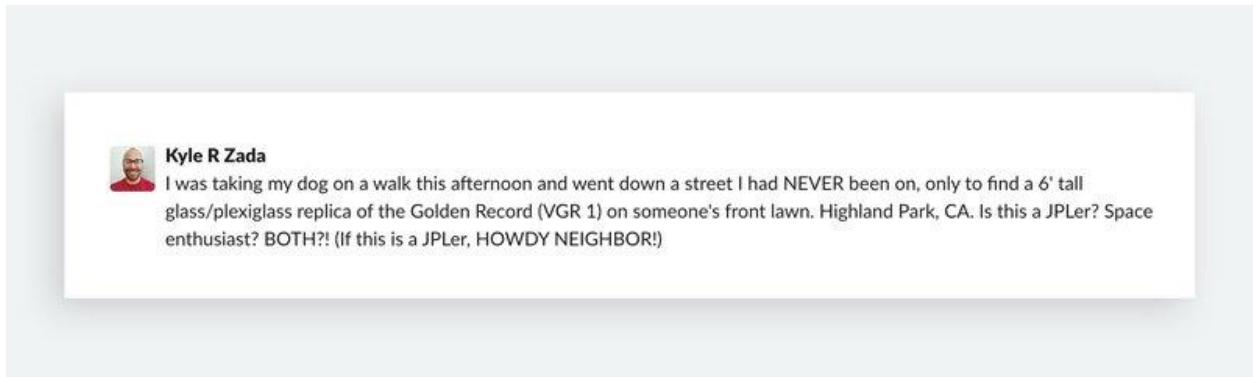 Kyle R Zada
I was taking my dog on a walk this afternoon and went down a street I had NEVER been on, only to find a 6' tall
glass/plexiglass replica of the Golden Record (VGR 1) on someone's front lawn. Highland Park, CA. Is this a JPLer? Space
enthusiast? BOTH?! (If this is a JPLer, HOWDY NEIGHBOR!)